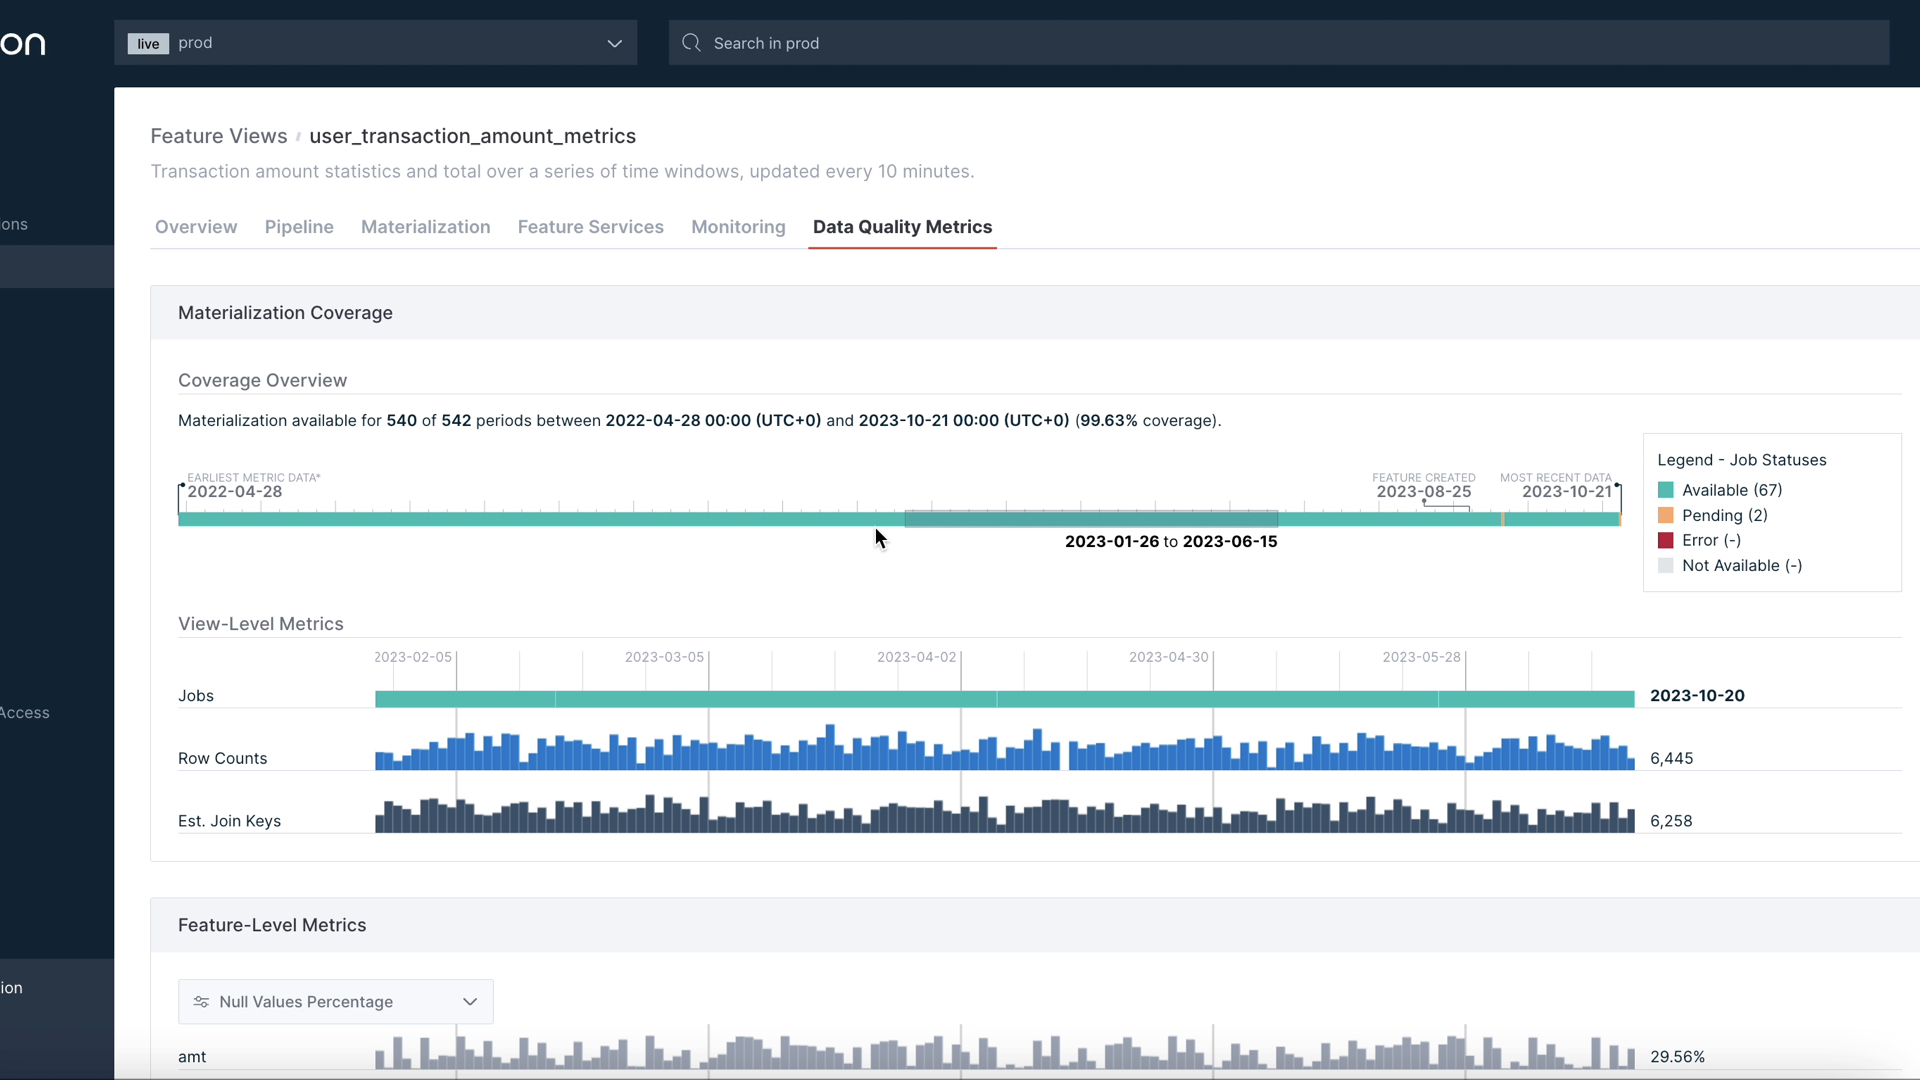 on
live prod
Search in prod
Feature Views / user_transaction_amount_metrics
Transaction amount statistics and total over a series of time windows, updated every 10 minutes.
ons
Overview Pipeline Materialization Feature Services Monitoring Data Quality Metrics
Materialization Coverage
Coverage Overview
Materialization available for 540 of 542 periods between 2022-04-28 00:00 (UTC+0) and 2023-10-21 00:00 (UTC+0) (99.63% coverage).
EARLIEST METRIC DATA*
2022-04-28
FEATURE CREATED
2023-08-25
MOST RECENT DATA
2023-10-21
2023-01-26 to 2023-06-15
Legend - Job Statuses
Available (67)
Pending (2)
Error (-)
Not Available (-)
View-Level Metrics
2023-02-05 2023-03-05 2023-04-02 2023-04-30 2023-05-28
Jobs 2023-10-20
Access
Row Counts 6,445
Est. Join Keys 6,258
Feature-Level Metrics
ion
Null Values Percentage
amt 29.56%